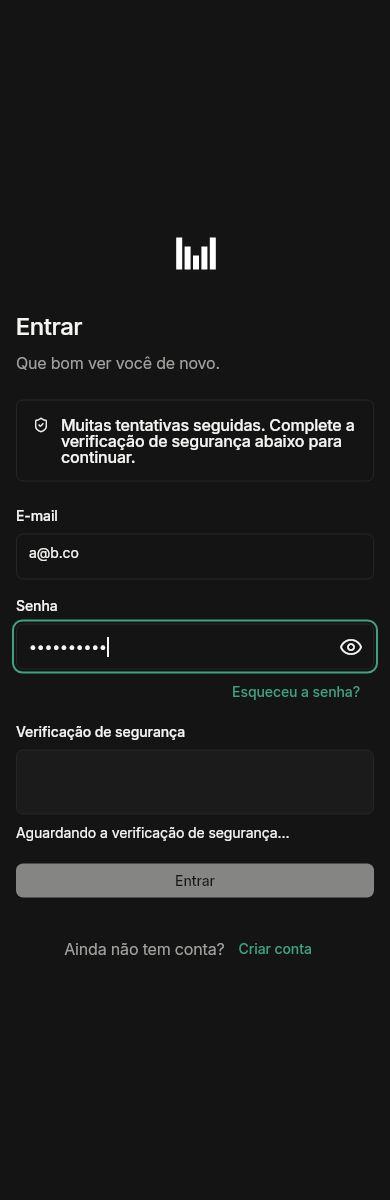 Entrar
Que bom ver você de novo.
Muitas tentativas seguidas. Complete a
verificação de segurança abaixo para
continuar.
E-mail
a@b.co
Senha
••••••••••
Esqueceu a senha?
Verificação de segurança
Aguardando a verificação de segurança...
Entrar
Ainda não tem conta? Criar conta